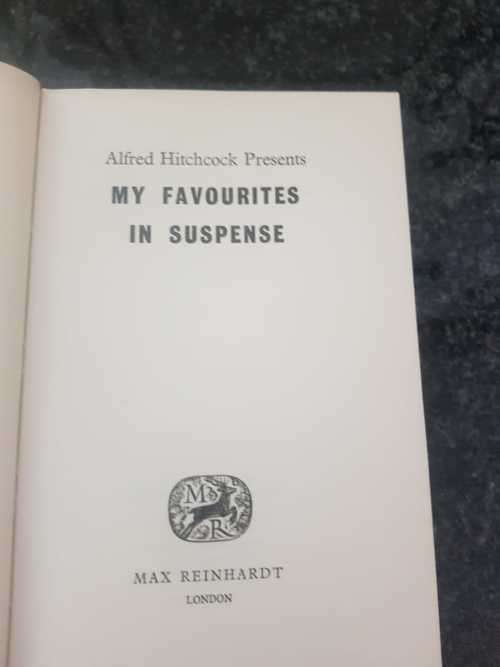 Alfred Hitchcock Presents
MY FAVOURITES
IN SUSPENSE
M&
R
MAX REINHARDT
LONDON